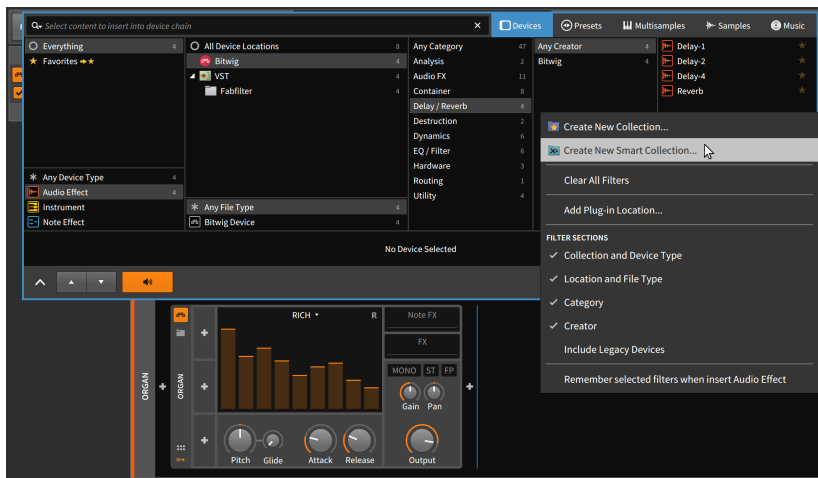 Select content to insert into device chain
Devices
Presets
Multisamples
Samples
Music
Everything 4
Favorites
Any Device Type 4
Audio Effect 4
Instrument
Note Effect
All Device Locations 8
Bitwig 4
VST 4
Fabfilter 4
Any File Type 4
Bitwig Device 4
Any Category 47
Analysis 2
Audio FX 11
Container 8
Delay / Reverb 4
Destruction 2
Dynamics 6
EQ / Filter 6
Hardware 3
Routing 1
Utility 4
Any Creator 4
Bitwig 4
Delay-1
Delay-2
Delay-4
Reverb
No Device Selected
Create New Collection...
Create New Smart Collection...
Clear All Filters
Add Plug-in Location...
FILTER SECTIONS
Collection and Device Type
Location and File Type
Category
Creator
Include Legacy Devices
Remember selected filters when insert Audio Effect
ORGAN
ORGAN
RICH
R
Note FX
FX
MONO ST FP
Gain Pan
Pitch Glide Attack Release Output